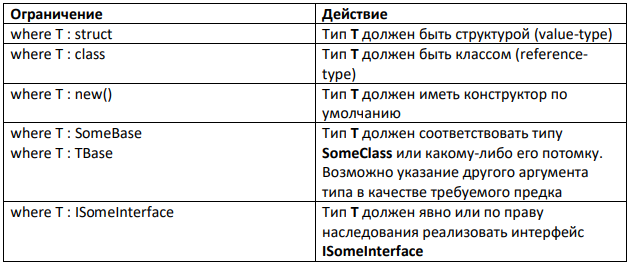 Ограничение
Действие
where T : struct
Тип T должен быть структурой (value-type)
where T : class
Тип T должен быть классом (reference-
type)
where T : new()
Тип T должен иметь конструктор по
умолчанию
where T : SomeBase
where T : TBase
Тип T должен соответствовать типу
SomeClass или какому-либо его потомку.
Возможно указание другого аргумента
типа в качестве требуемого предка
where T : ISomeInterface
Тип T должен явно или по праву
наследования реализовать интерфейс
ISomeInterface